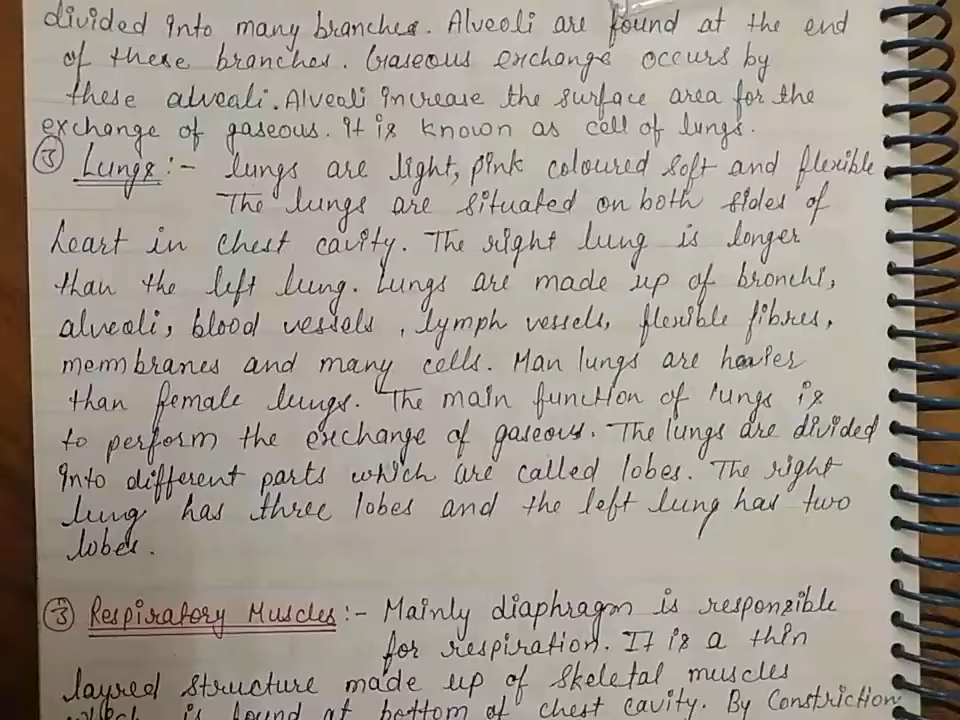 divided into many branches. Alveoli are found at the end
of these branches. Gaseous exchange occurs by
these alveali. Alveoli increase the surface area for the
exchange of gaseous. It is known as cell of lungs.
③ Lungs :- lungs are light, pink coloured soft and flexible
The lungs are situated on both sides of
heart in chest cavity. The right lung is longer
than the left lung. Lungs are made up of bronchi,
alveoli, blood vessels, lymph vessels, flexible fibres,
membranes and many cells. Man lungs are
than female lungs. The main function of lungs is
to perform the exchange of gaseous. The lungs are divided
into different parts which are called lobes. The right
lung has three lobes and the left lung has two
lobes.
③ Respiratory Muscles :- Mainly diaphragm is responsible
for respiration. It is a thin
layred structure made up of skeletal muscles
which is found at bottom of chest cavity. By Constriction